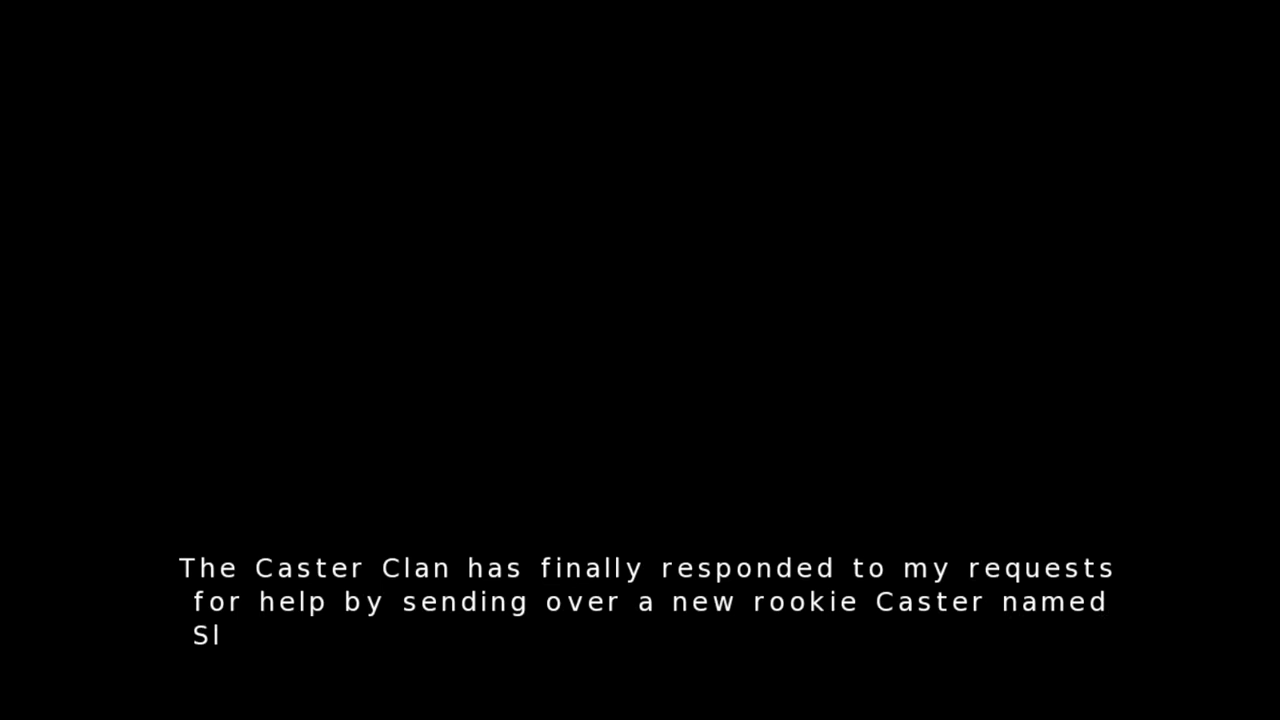 The Caster Clan has finally responded to my requests
for help by sending over a new rookie Caster named
Sl